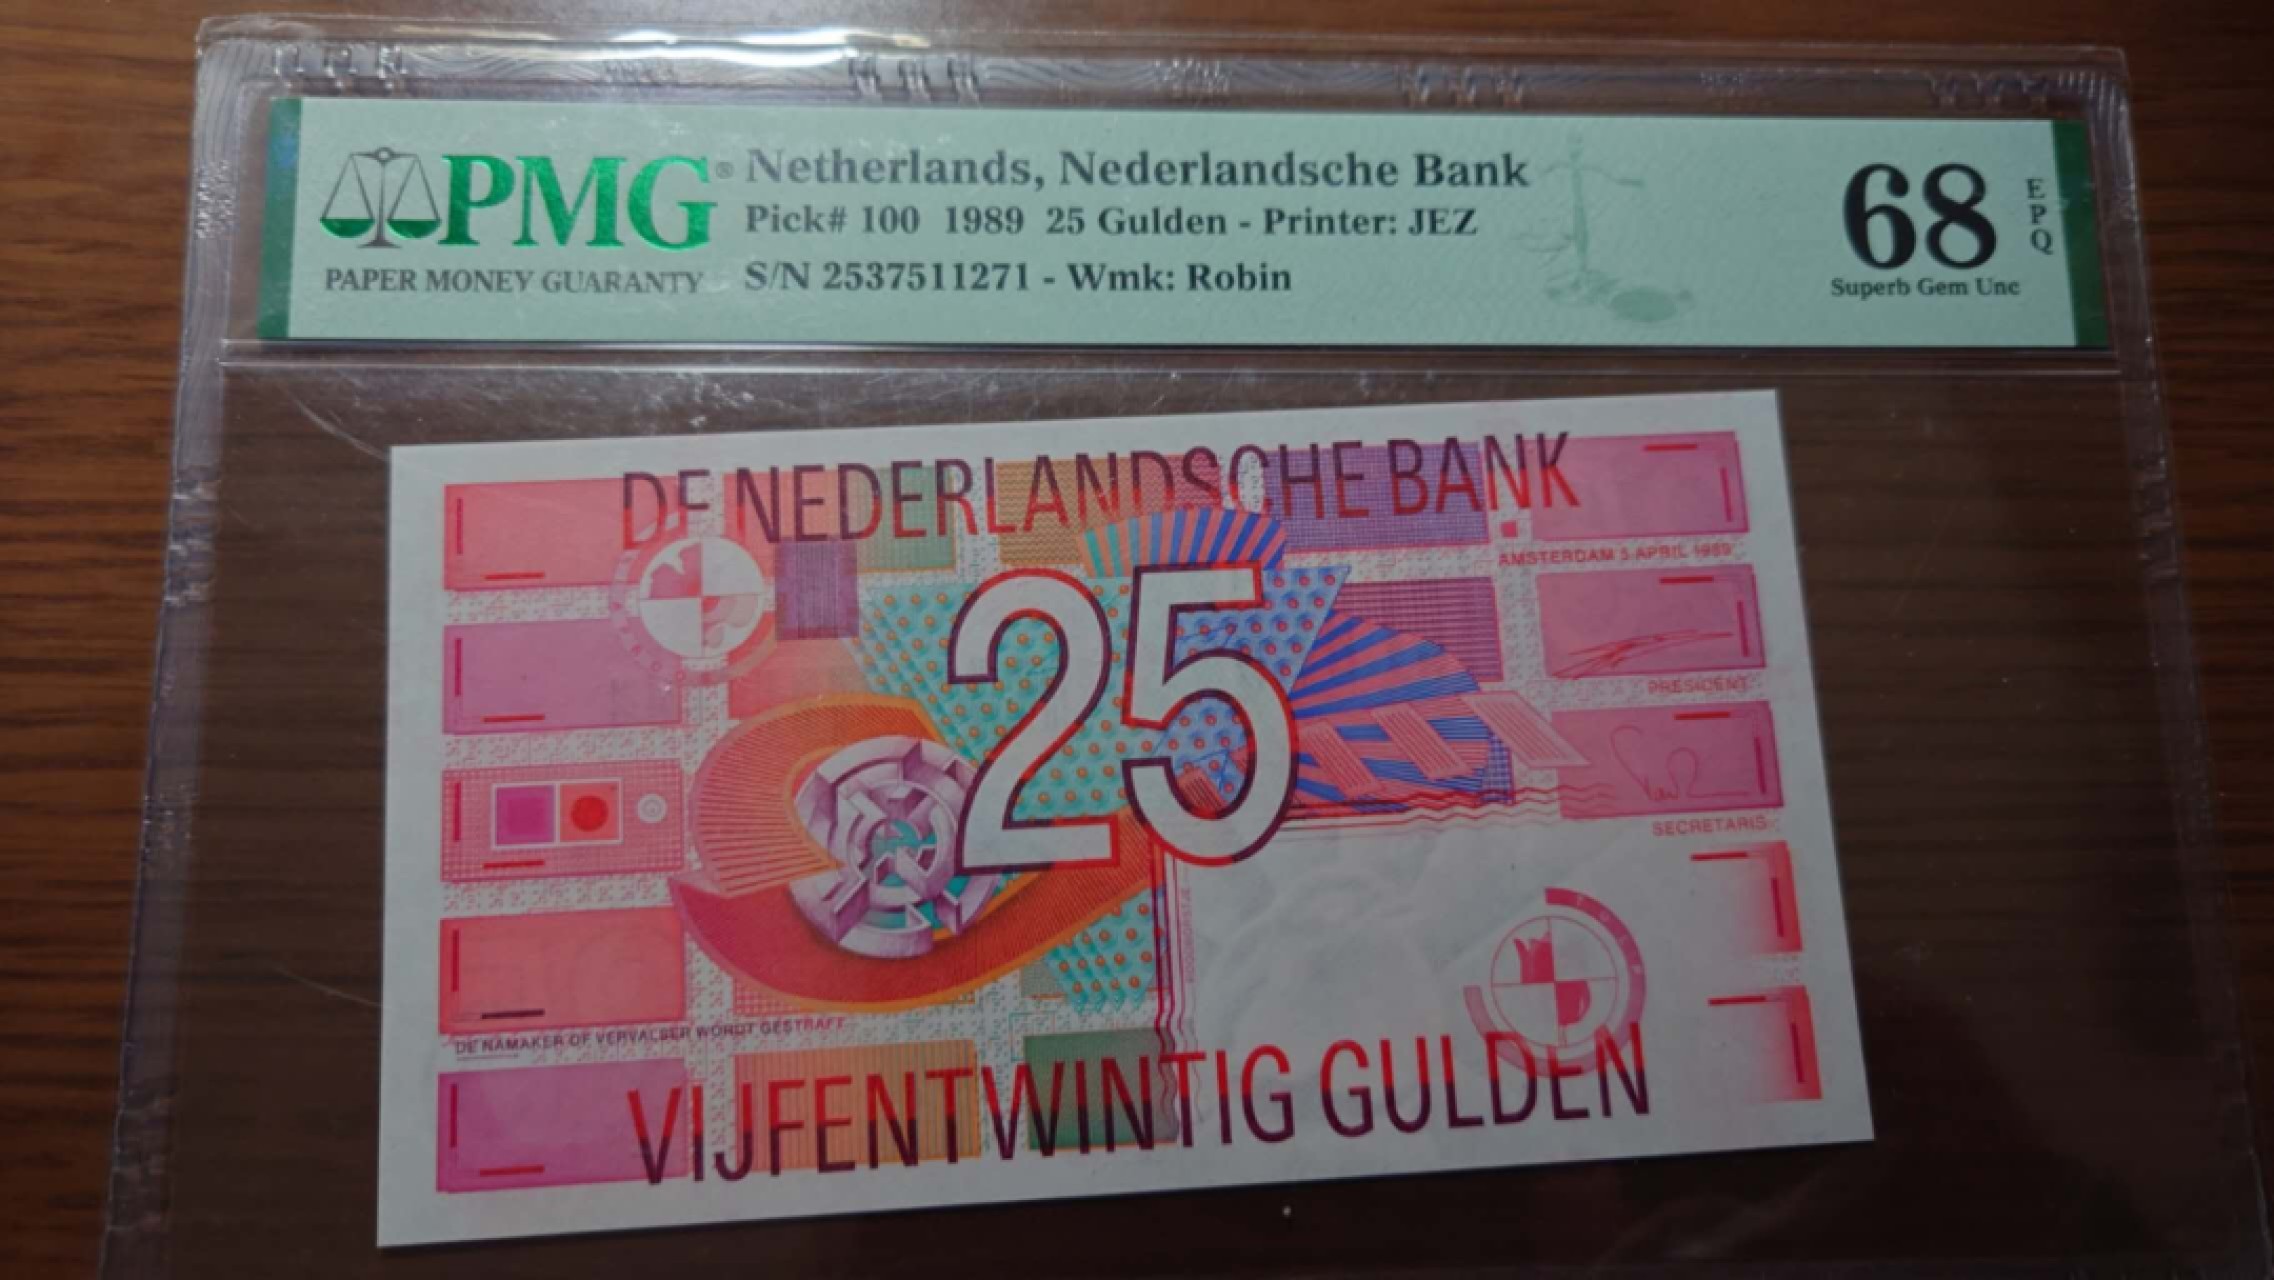 PMG®
PAPER MONEY GUARANTY
Netherlands, Nederlandsche Bank
Pick# 100 1989 25 Gulden - Printer: JEZ
S/N 2537511271 - Wmk: Robin
68
EPQ
Superb Gem Unc
DE NEDERLANDSCHE BANK
AMSTERDAM 5 APRIL 1989
25
PRESIDENT
SECRETARIS
DE NAMAKER OF VERVALSER WORDT GESTRAFT
VIJFENTWINTIG GULDEN